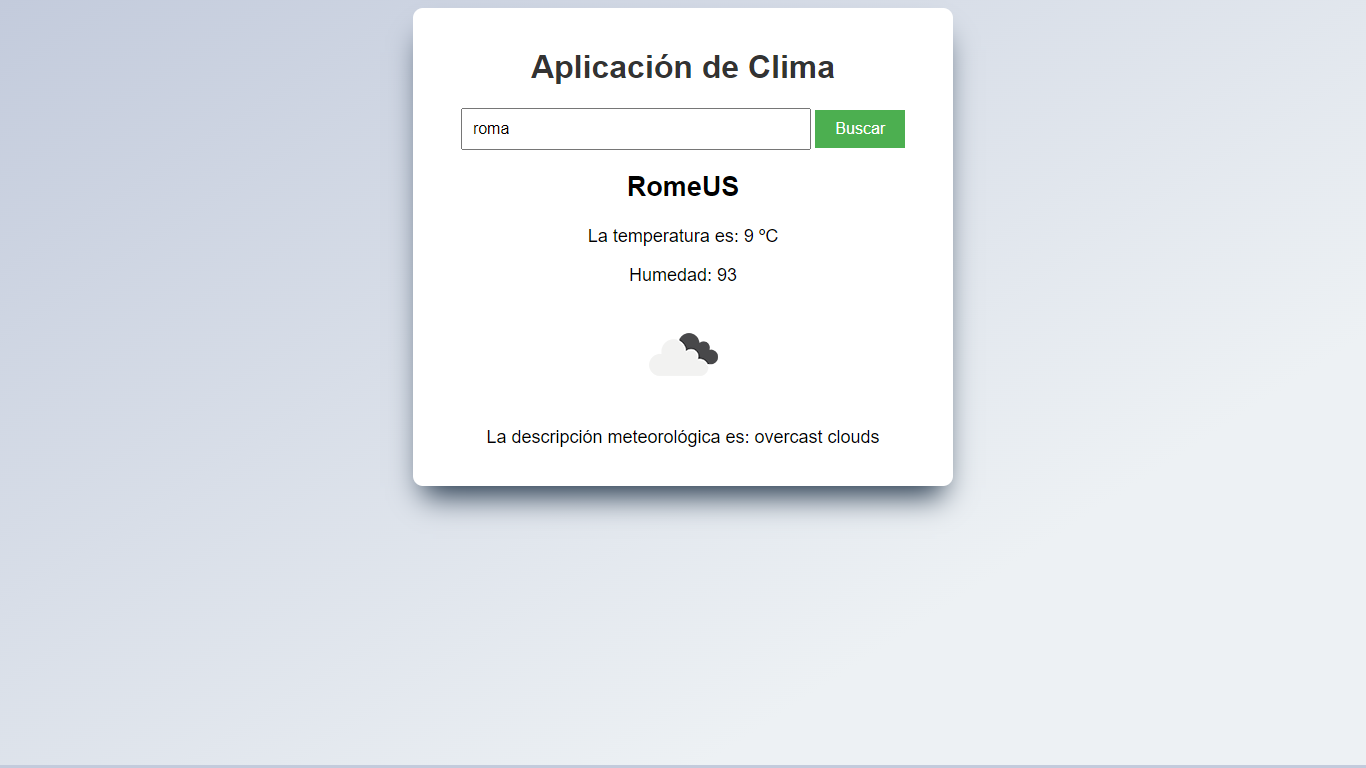 Aplicación de Clima
roma Buscar
RomeUS
La temperatura es: 9 ºC
Humedad: 93
La descripción meteorológica es: overcast clouds